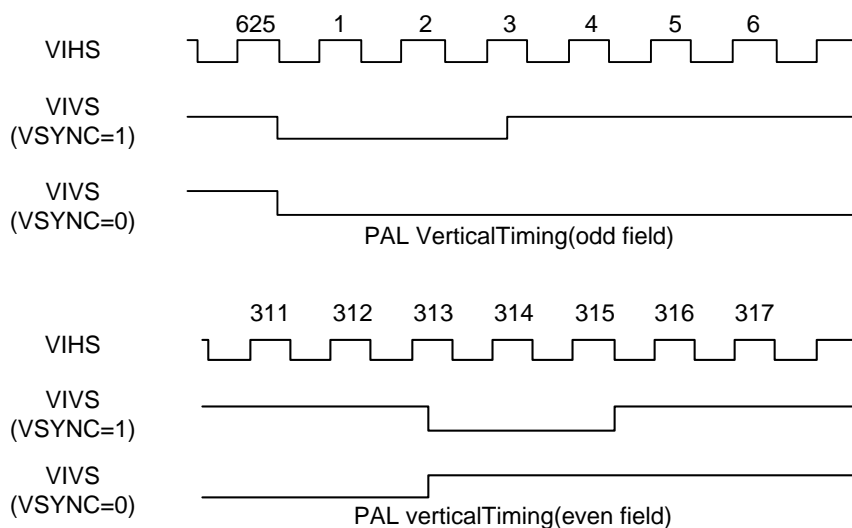 625 1 2 3 4 5 6
VIHS
VIVS
(VSYNC=1)
VIVS
(VSYNC=0)
PAL VerticalTiming(odd field)
311 312 313 314 315 316 317
VIHS
VIVS
(VSYNC=1)
VIVS
(VSYNC=0)
PAL verticalTiming(even field)